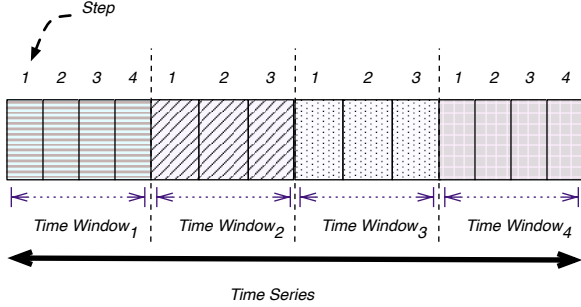 Step
1 2 3 4 1 2 3 1 2 3 1 2 3 4
Time Window1 Time Window2 Time Window3 Time Window4
Time Series